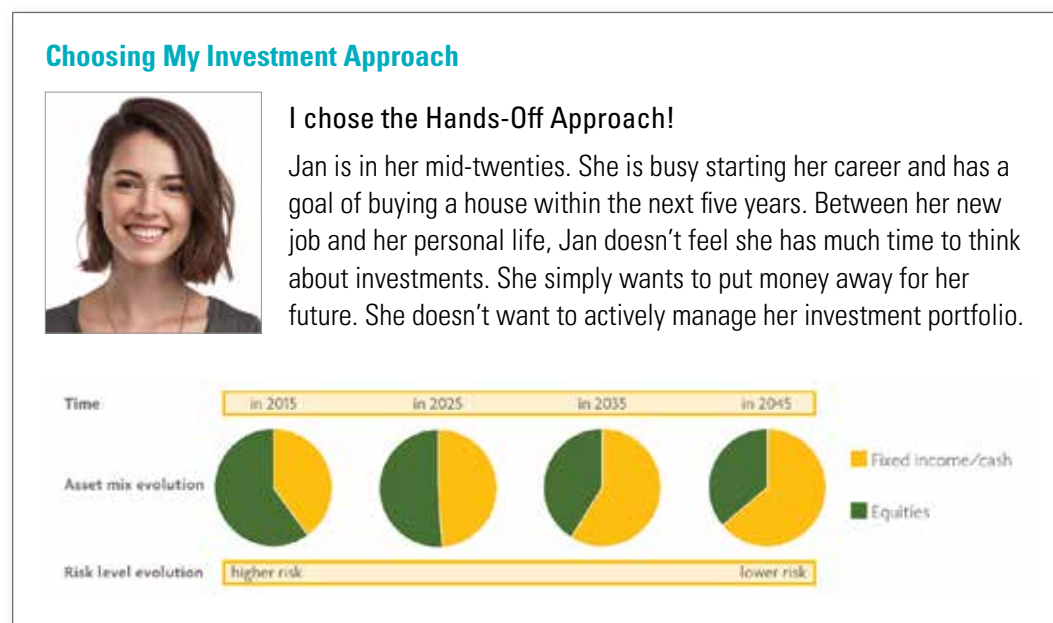 Choosing My Investment Approach
I chose the Hands-Off Approach!
Jan is in her mid-twenties. She is busy starting her career and has a
goal of buying a house within the next five years. Between her new
job and her personal life, Jan doesn’t feel she has much time to think
about investments. She simply wants to put money away for her
future. She doesn’t want to actively manage her investment portfolio.
Time in 2015 in 2025 in 2035 in 2045
Asset mix evolution
Fixed income/cash
Equities
Risk level evolution higher risk lower risk